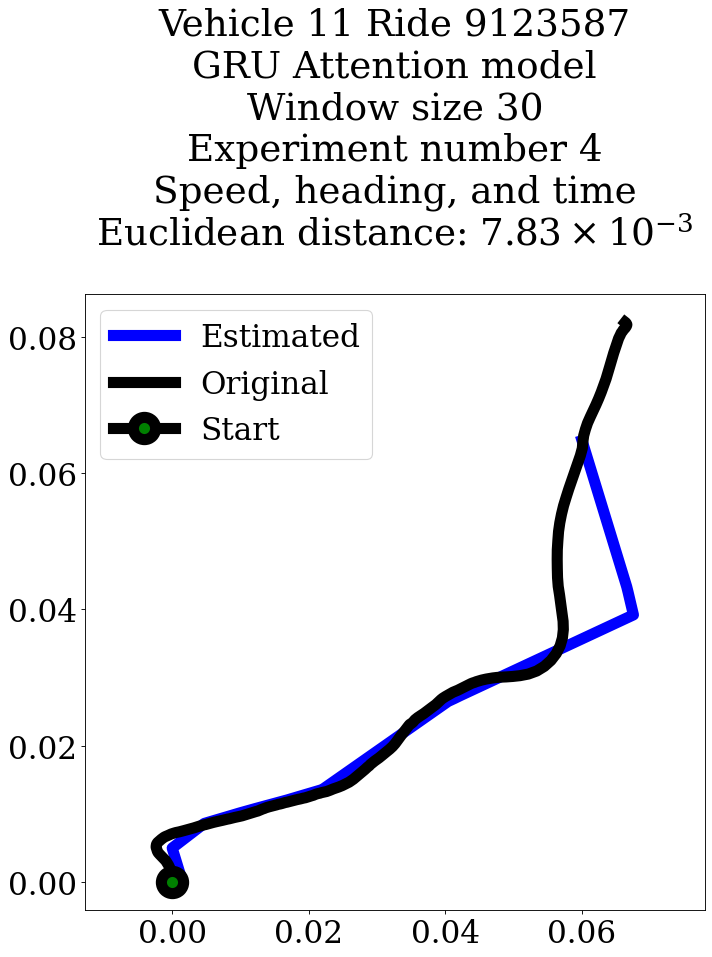 Vehicle 11 Ride 9123587
GRU Attention model
Window size 30
Experiment number 4
Speed, heading, and time
Euclidean distance: 7.83 × 10⁻³
Estimated
Original
Start
0.08
0.06
0.04
0.02
0.00
0.00 0.02 0.04 0.06